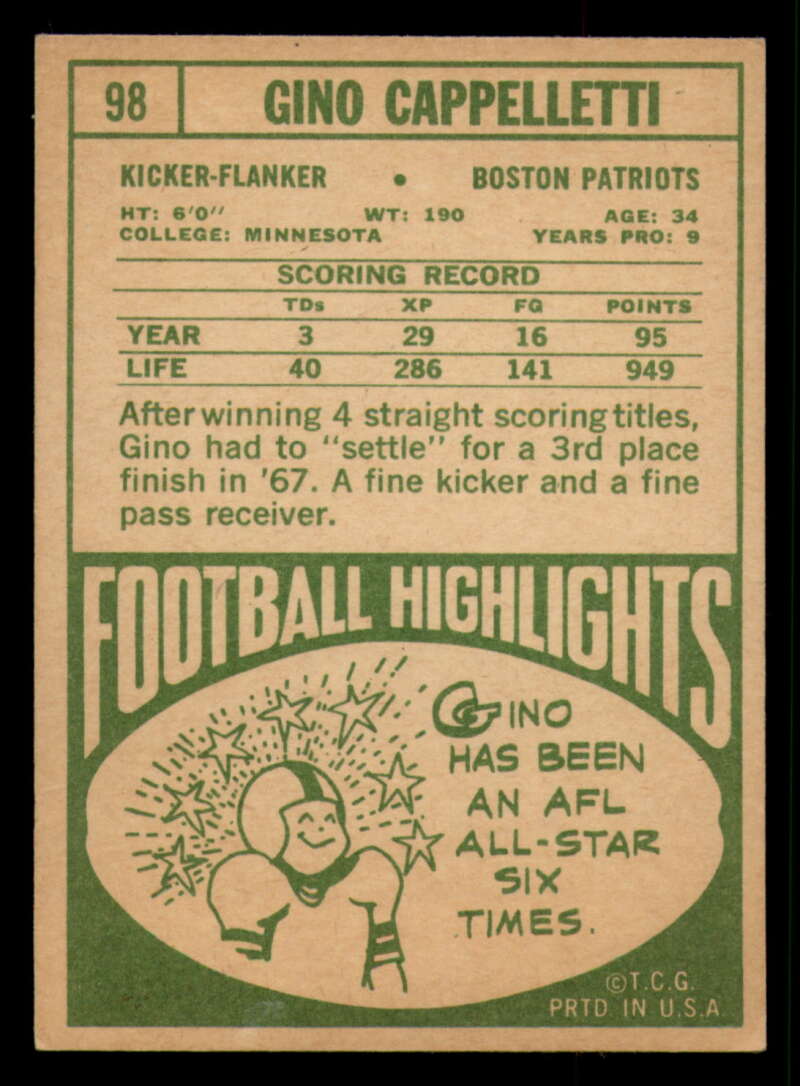 98 GINO CAPPELLETTI
KICKER-FLANKER • BOSTON PATRIOTS
HT: 6'0" WT: 190 AGE: 34
COLLEGE: MINNESOTA YEARS PRO: 9
SCORING RECORD
TDs XP FG POINTS
YEAR 3 29 16 95
LIFE 40 286 141 949
After winning 4 straight scoring titles,
Gino had to "settle" for a 3rd place
finish in '67. A fine kicker and a fine
pass receiver.
FOOTBALL HIGHLIGHTS
GINO
HAS BEEN
AN AFL
ALL-STAR
SIX
TIMES.
©T.C.G.
PRTD IN U.S.A